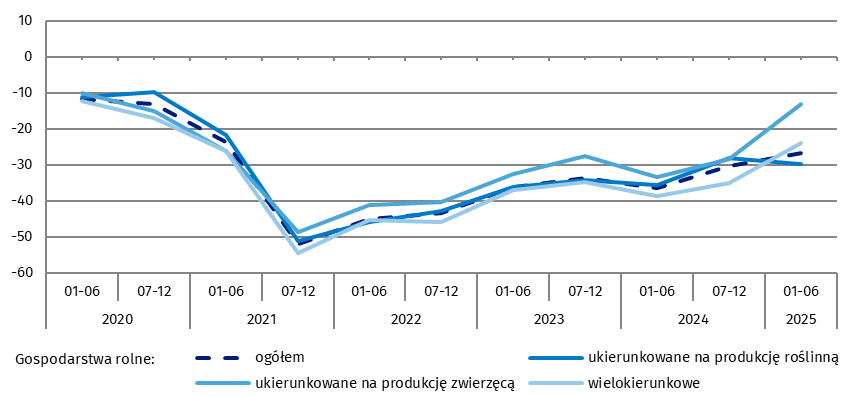 10
0
-10
-20
-30
-40
-50
-60
01-06 07-12 01-06 07-12 01-06 07-12 01-06 07-12 01-06 07-12 01-06
2020 2021 2022 2023 2024 2025
Gospodarstwa rolne: ogółem ukierunkowane na produkcję roślinną
ukierunkowane na produkcję zwierzęcą wielokierunkowe